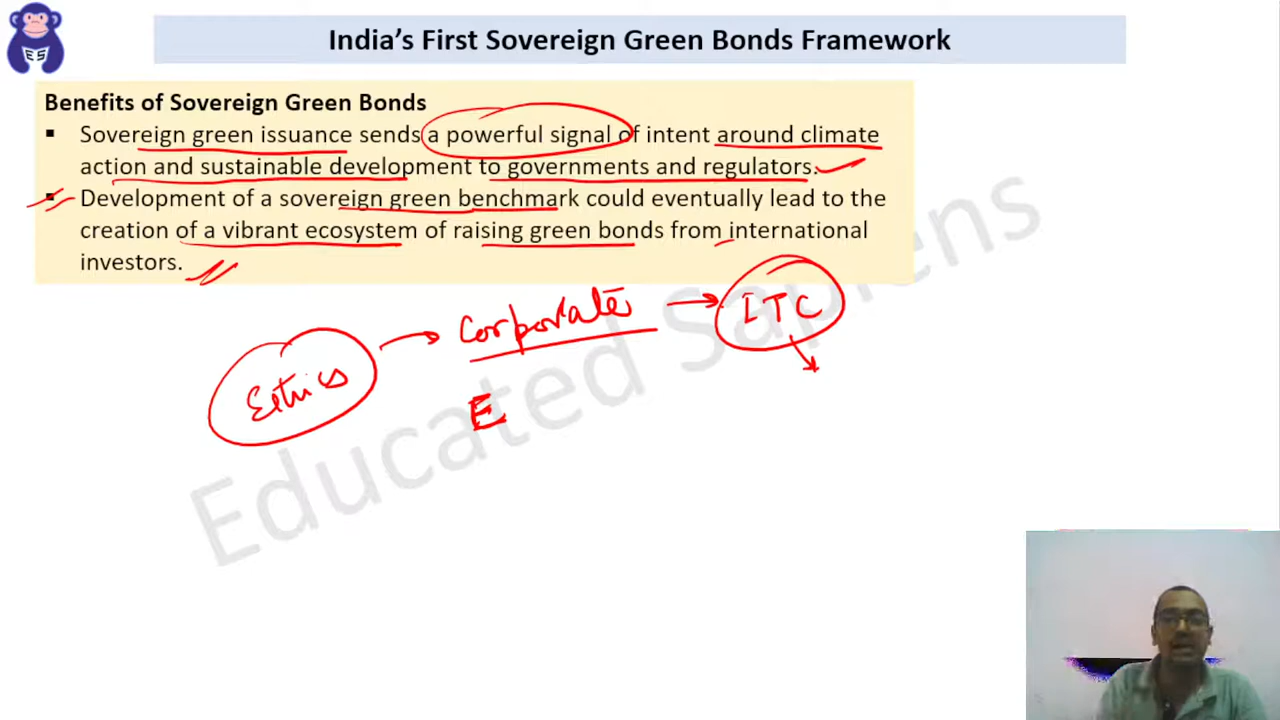 India's First Sovereign Green Bonds Framework
Benefits of Sovereign Green Bonds
▪ Sovereign green issuance sends a powerful signal of intent around climate
action and sustainable development to governments and regulators.
▪ Development of a sovereign green benchmark could eventually lead to the
creation of a vibrant ecosystem of raising green bonds from international
investors.
Corporate → ITC
Ethics
E
Educated Sapiens
ES